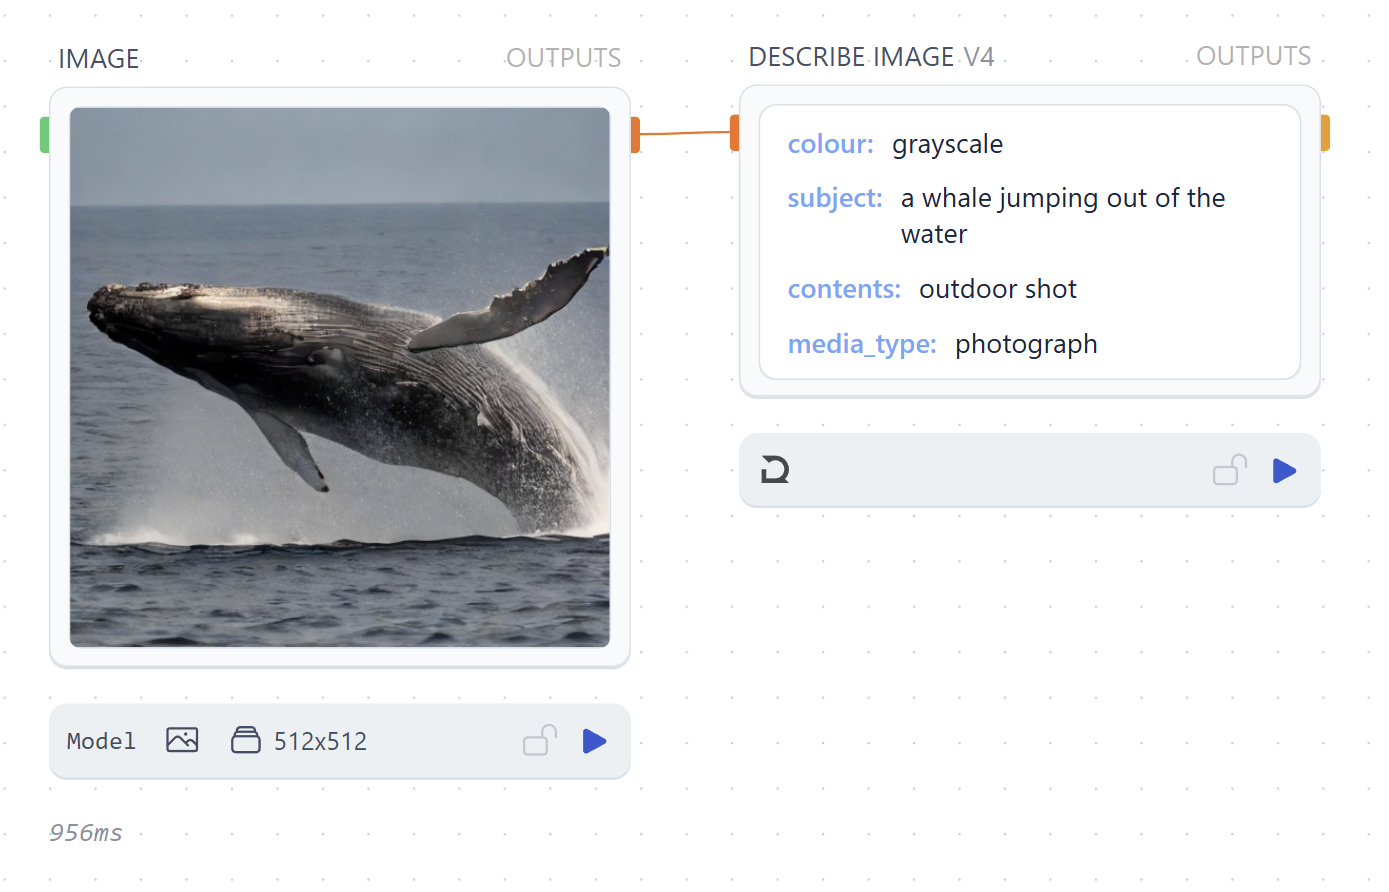 IMAGE
OUTPUTS
Model
512x512
956ms
DESCRIBE IMAGE V4
OUTPUTS
colour: grayscale
subject: a whale jumping out of the
water
contents: outdoor shot
media_type: photograph